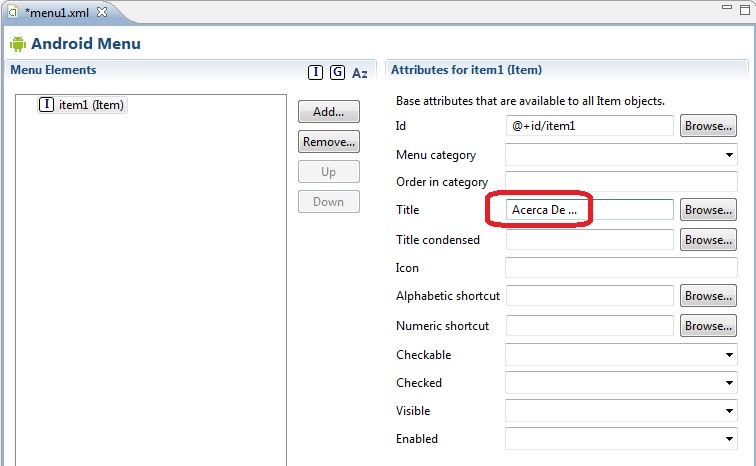 *menu1.xml
Android Menu
Menu Elements
I G Az
Attributes for item1 (Item)
I item1 (Item)
Add...
Remove...
Up
Down
Base attributes that are available to all Item objects.
Id @+id/item1 Browse...
Menu category
Order in category
Title Acerca De ... Browse...
Title condensed Browse...
Icon
Alphabetic shortcut Browse...
Numeric shortcut Browse...
Checkable
Checked
Visible
Enabled